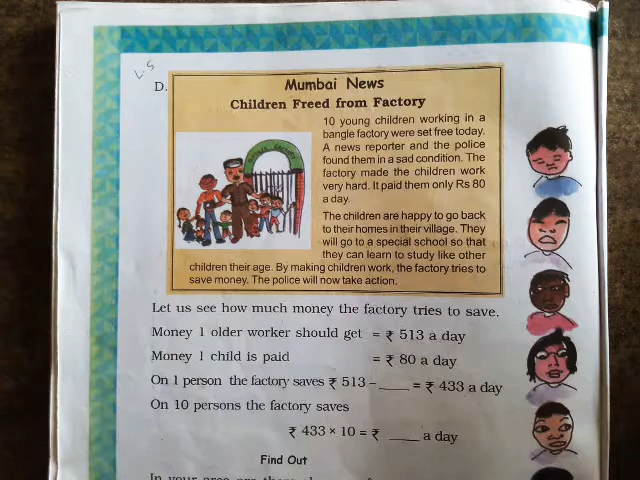 L-5
D.
Mumbai News
Children Freed from Factory
10 young children working in a
bangle factory were set free today.
A news reporter and the police
found them in a sad condition. The
factory made the children work
very hard. It paid them only Rs 80
a day.
The children are happy to go back
to their homes in their village. They
will go to a special school so that
they can learn to study like other
children their age. By making children work, the factory tries to
save money. The police will now take action.
Let us see how much money the factory tries to save.
Money 1 older worker should get = ₹ 513 a day
Money 1 child is paid = ₹ 80 a day
On 1 person the factory saves ₹ 513 – ____ = ₹ 433 a day
On 10 persons the factory saves
₹ 433 × 10 = ₹ ____ a day
Find Out
In your area are there